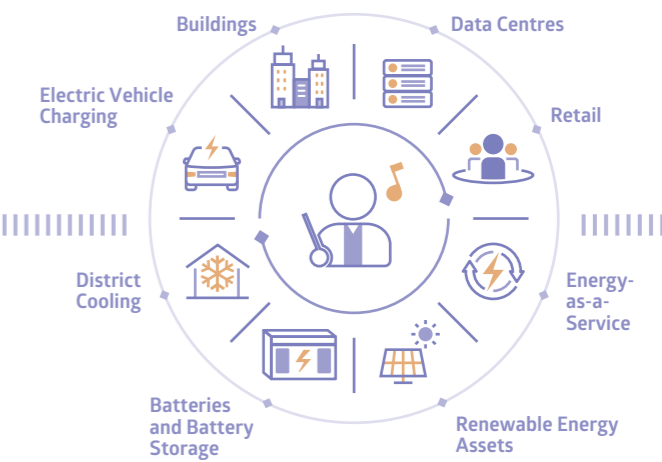 Buildings
Data Centres
Electric Vehicle
Charging
Retail
District
Cooling
Energy-
as-a-
Service
Batteries
and Battery
Storage
Renewable Energy
Assets